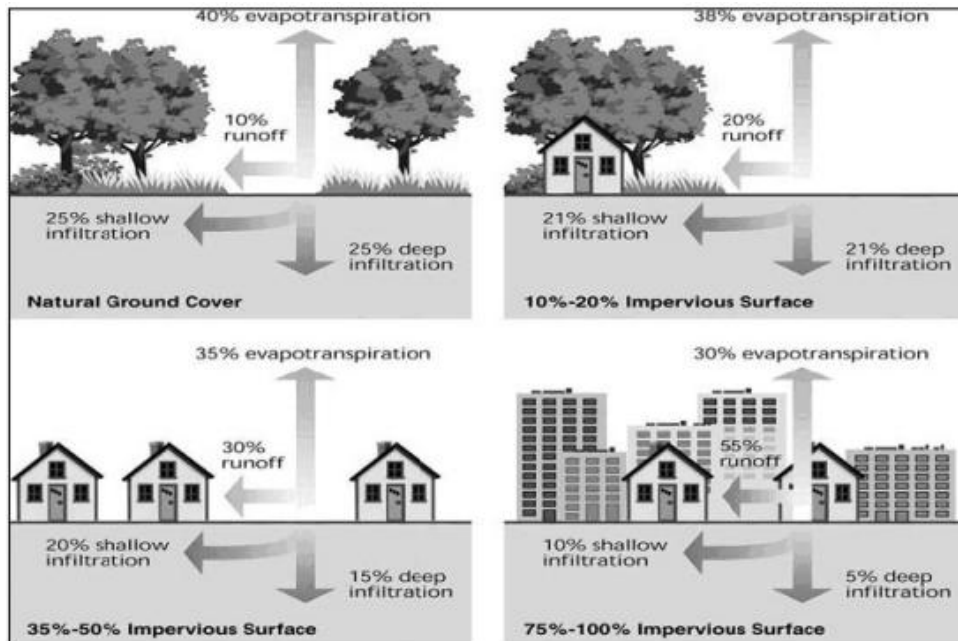 40% evapotranspiration
10%
runoff
25% shallow
infiltration
25% deep
infiltration
Natural Ground Cover
38% evapotranspiration
20%
runoff
21% shallow
infiltration
21% deep
infiltration
10%-20% Impervious Surface
35% evapotranspiration
30%
runoff
20% shallow
infiltration
15% deep
infiltration
35%-50% Impervious Surface
30% evapotranspiration
55%
runoff
10% shallow
infiltration
5% deep
infiltration
75%-100% Impervious Surface